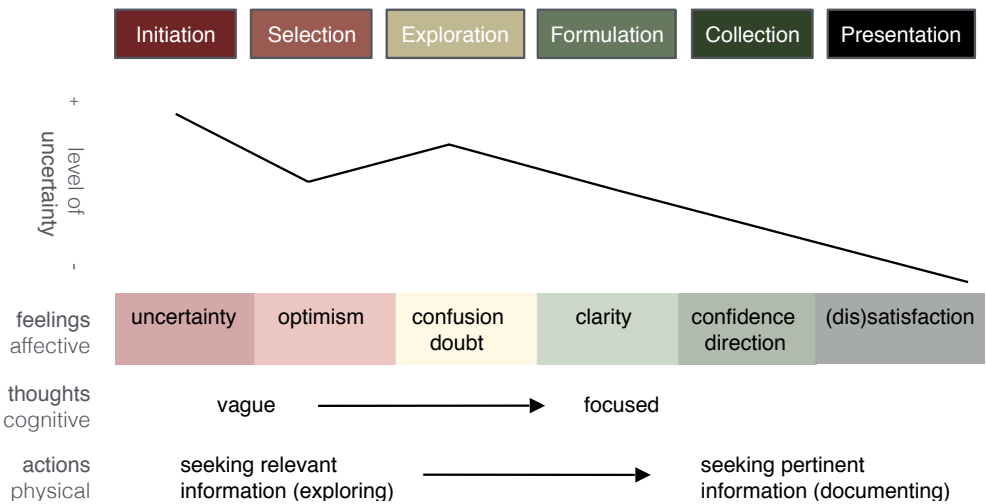 Initiation
Selection
Exploration
Formulation
Collection
Presentation
+
level of
uncertainty
-
feelings
affective
uncertainty
optimism
confusion
doubt
clarity
confidence
direction
(dis)satisfaction
thoughts
cognitive
vague
focused
actions
physical
seeking relevant
information (exploring)
seeking pertinent
information (documenting)